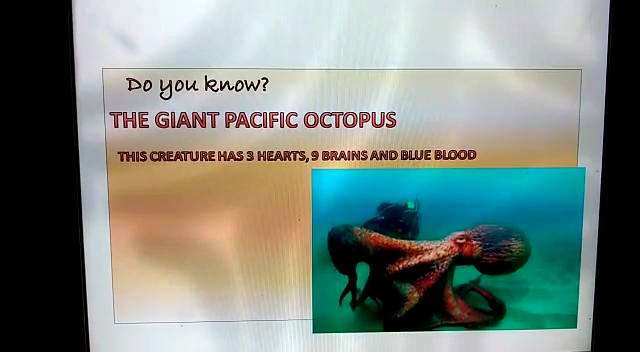 Do you know?
THE GIANT PACIFIC OCTOPUS
THIS CREATURE HAS 3 HEARTS, 9 BRAINS AND BLUE BLOOD